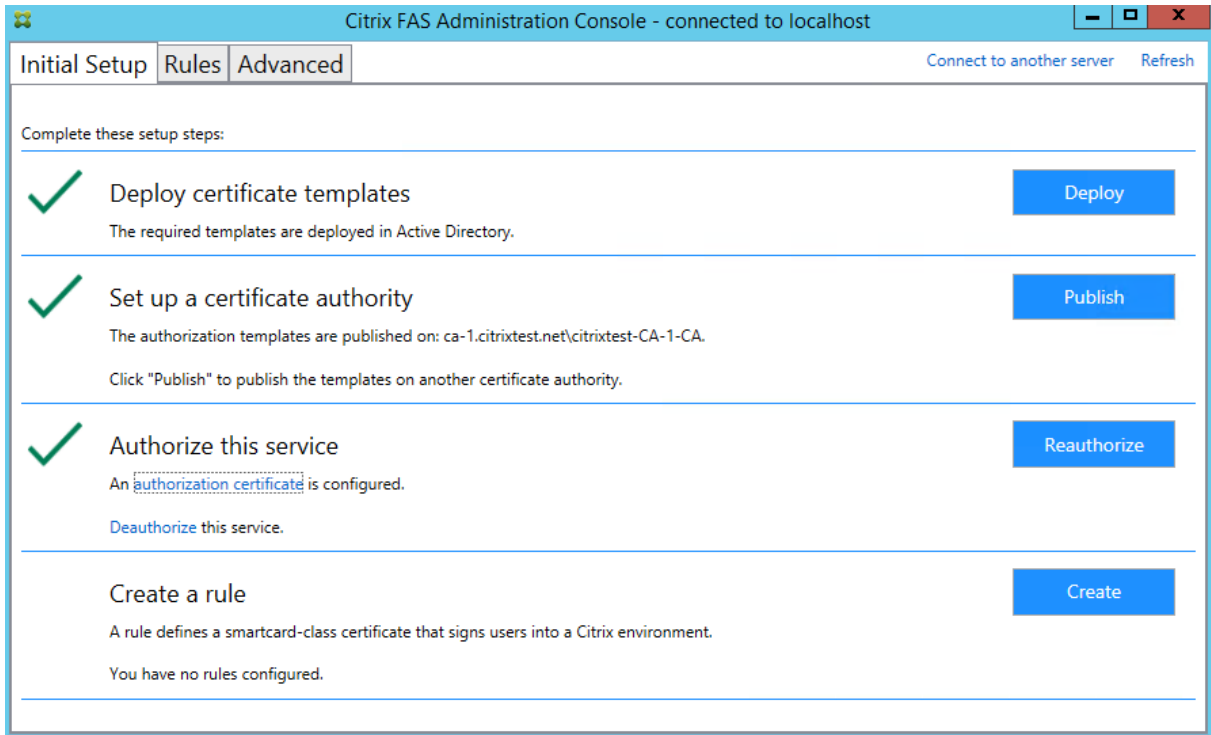 Citrix FAS Administration Console - connected to localhost
Initial Setup Rules Advanced Connect to another server Refresh
Complete these setup steps:
Deploy certificate templates
Deploy
The required templates are deployed in Active Directory.
Set up a certificate authority
Publish
The authorization templates are published on: ca-1.citrixtest.net\citrixtest-CA-1-CA.
Click "Publish" to publish the templates on another certificate authority.
Authorize this service
Reauthorize
An authorization certificate is configured.
Deauthorize this service.
Create a rule
Create
A rule defines a smartcard-class certificate that signs users into a Citrix environment.
You have no rules configured.